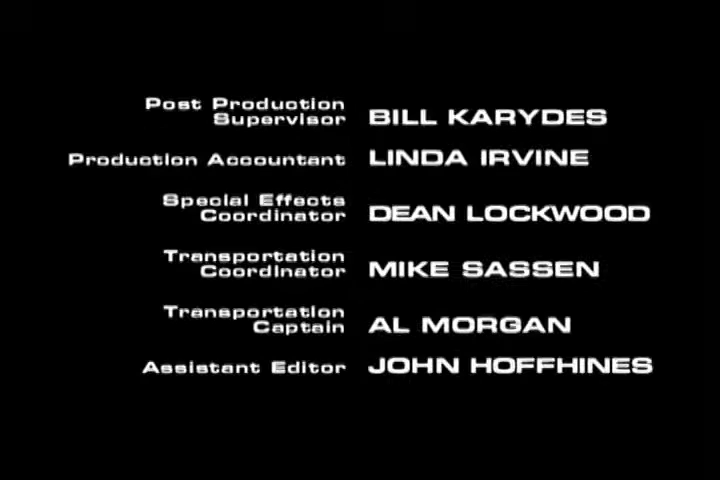 Post Production
Supervisor BILL KARYDES
Production Accountant LINDA IRVINE
Special Effects
Coordinator DEAN LOCKWOOD
Transportation
Coordinator MIKE SASSEN
Transportation
Captain AL MORGAN
Assistant Editor JOHN HOFFHINES